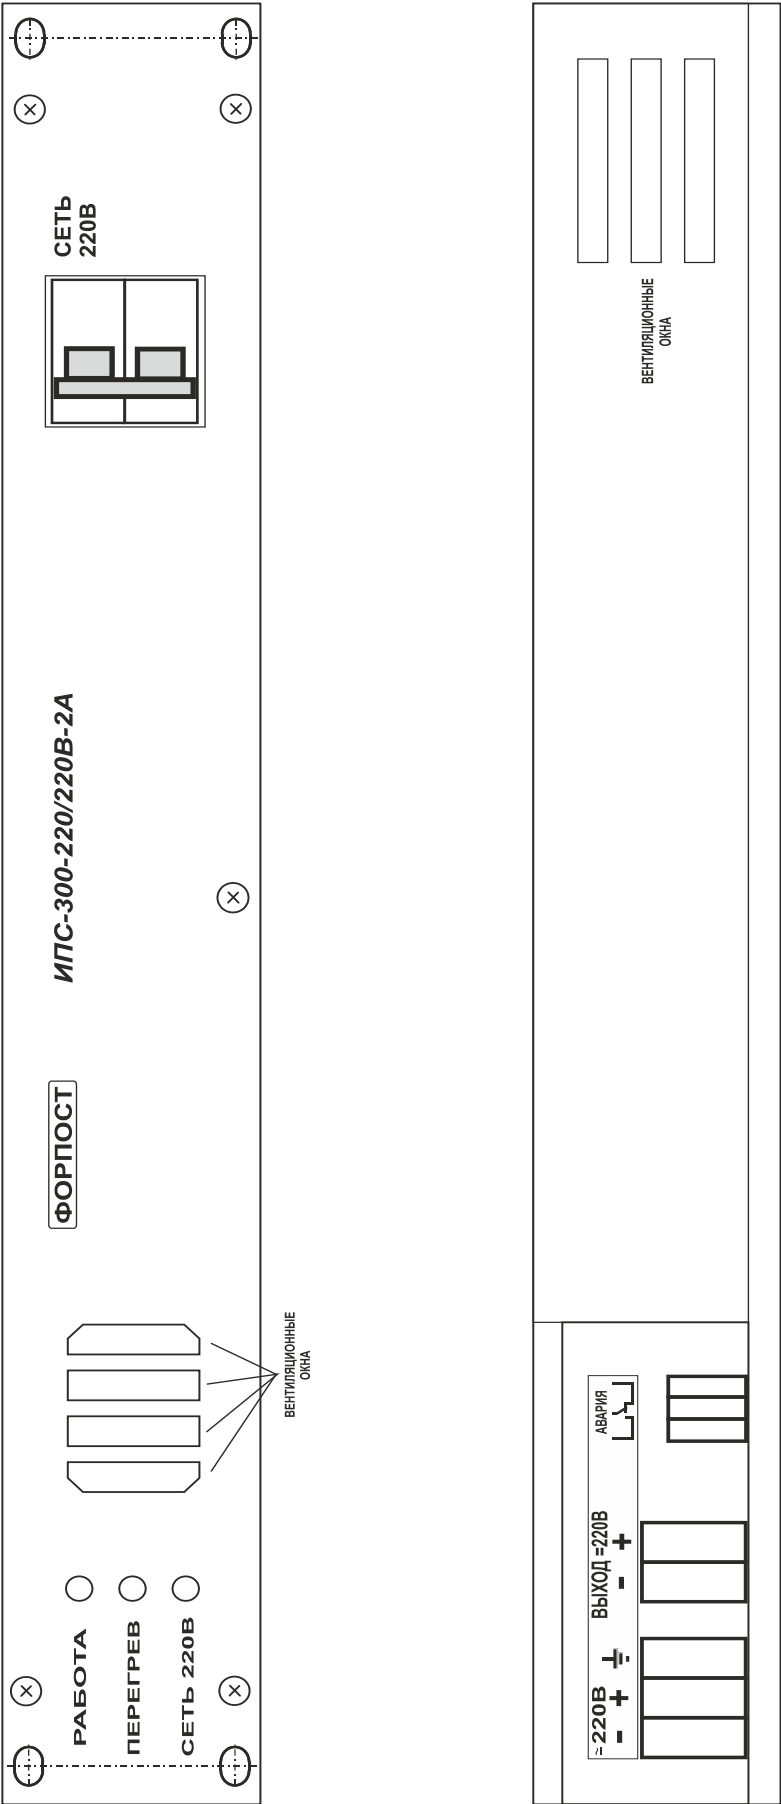 СЕТЬ
220В
ИПС-300-220/220В-2А
ФОРПОСТ
ВЕНТИЛЯЦИОННЫЕ
ОКНА
РАБОТА
ПЕРЕГРЕВ
СЕТЬ 220В
ВЕНТИЛЯЦИОННЫЕ
ОКНА
АВАРИЯ
ВЫХОД =220В
- +
≂220В
- +